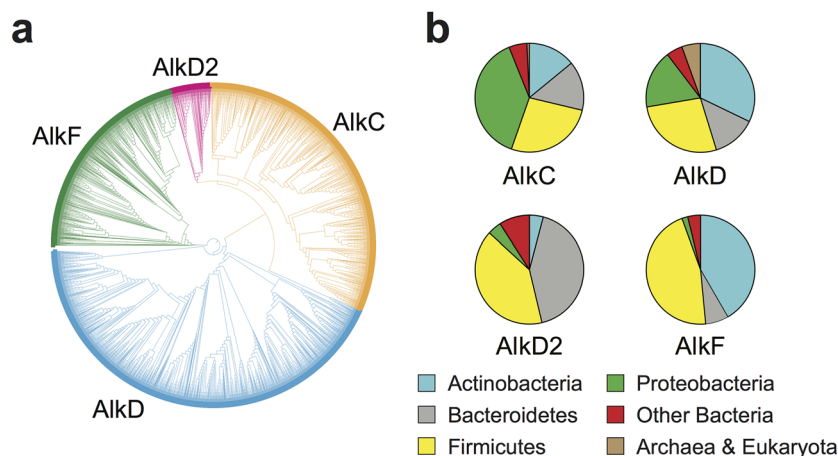 a
AlkD2
AlkC
AlkF
AlkD
b
AlkC
AlkD
AlkD2
AlkF
Actinobacteria
Proteobacteria
Bacteroidetes
Other Bacteria
Firmicutes
Archaea & Eukaryota